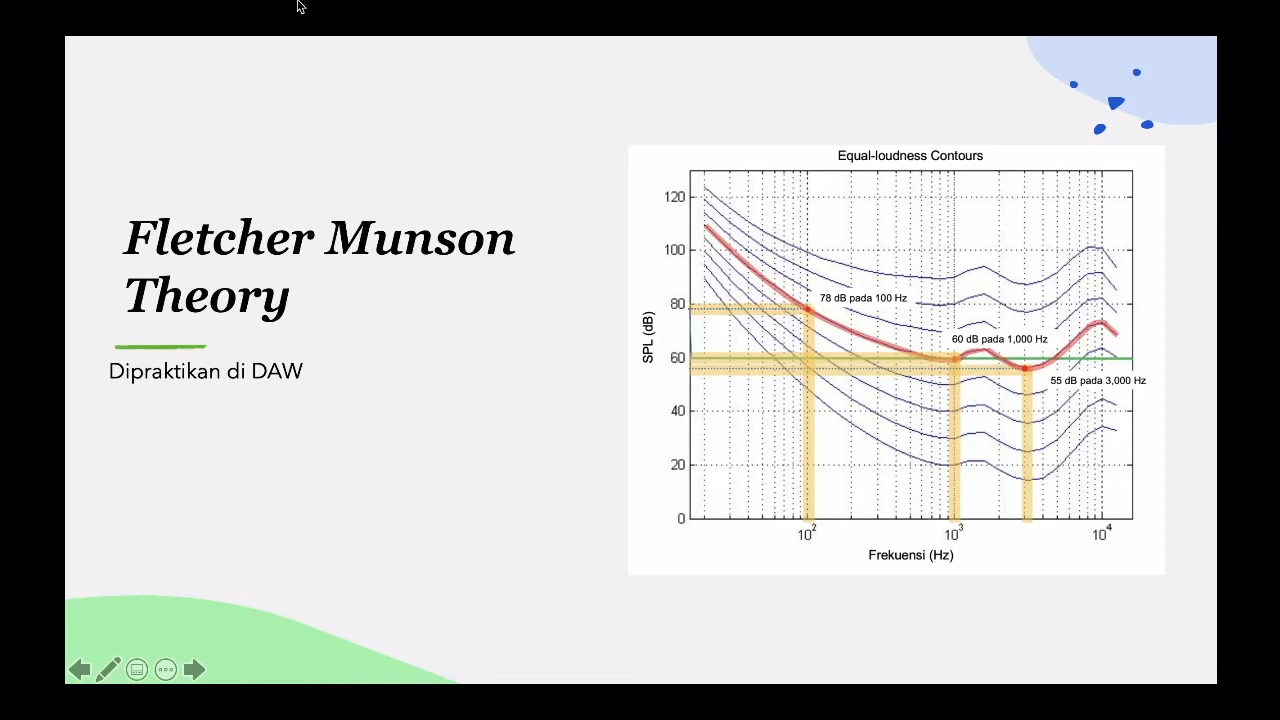 Fletcher Munson
Theory
Dipraktikan di DAW
Equal-loudness Contours
120
100
80
60
40
20
0
SPL (dB)
78 dB pada 100 Hz
60 dB pada 1,000 Hz
55 dB pada 3,000 Hz
10²
10³
10⁴
Frekuensi (Hz)